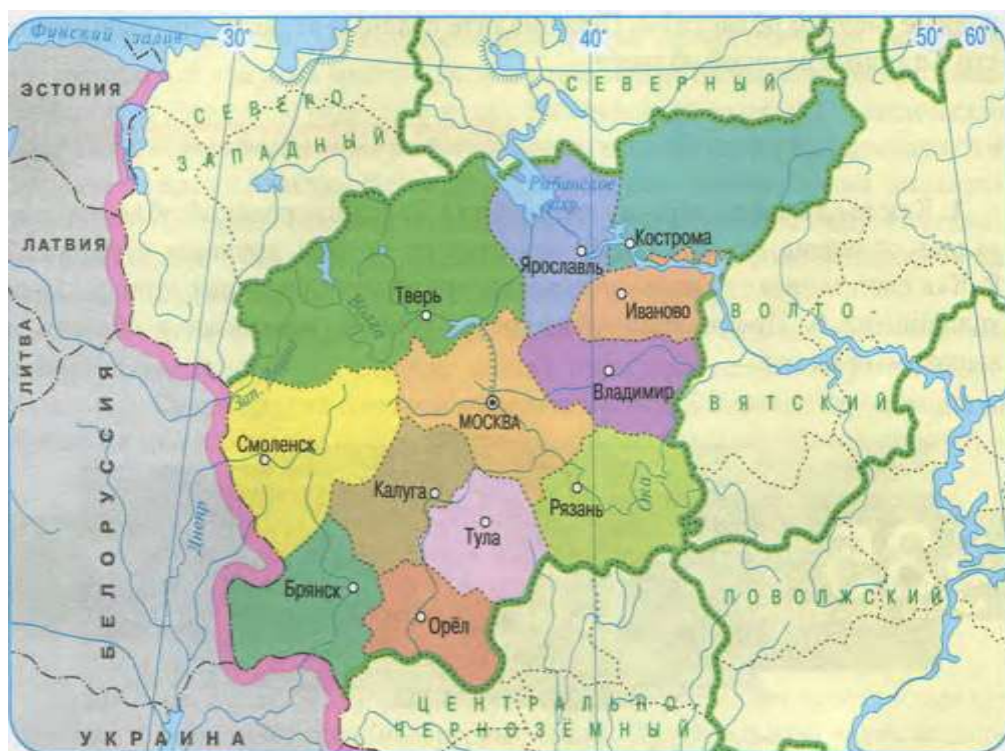 Финский залив
30°
40°
50°
60°
ЭСТОНИЯ
СЕВЕРО-
ЗАПАДНЫЙ
СЕВЕРНЫЙ
Рыбинское
вдхр.
ЛАТВИЯ
Кострома
Ярославль
Иваново
Тверь
Волга
ВОЛГО-
ВЯТСКИЙ
ЛИТВА
Зап.
Владимир
МОСКВА
БЕЛОРУССИЯ
Смоленск
Калуга
Рязань
Ока
Днепр
Тула
Брянск
Орёл
ПОВОЛЖСКИЙ
ЦЕНТРАЛЬНО-
ЧЕРНОЗЁМНЫЙ
УКРАИНА